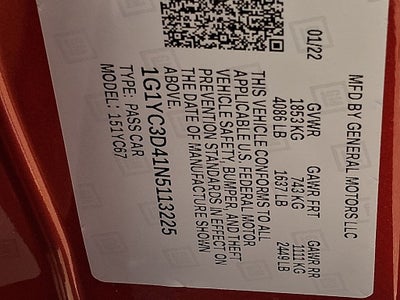 MFD BY GENERAL MOTORS LLC
01/22
GVWR GAWR FRT GAWR RR
1853 KG 743 KG 1111 KG
4086 LB 1637 LB 2449 LB
THIS VEHICLE CONFORMS TO ALL
APPLICABLE U.S. FEDERAL MOTOR
VEHICLE SAFETY, BUMPER, AND THEFT
PREVENTION STANDARDS IN EFFECT ON
THE DATE OF MANUFACTURE SHOWN
ABOVE.
1G1YC3D41N5113225
TYPE: PASS CAR
MODEL: 151YC67